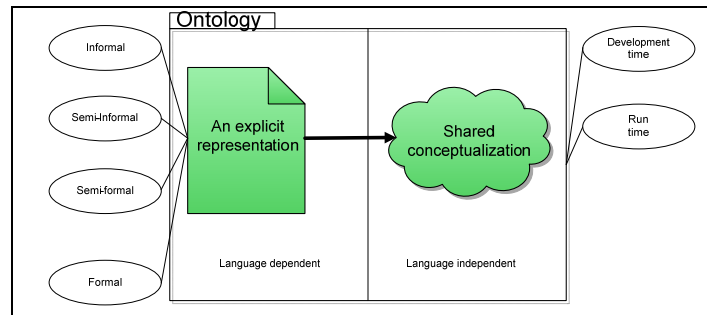 Ontology
Informal
Semi-Informal
Semi-formal
Formal
An explicit
representation
Language dependent
Shared
conceptualization
Language independent
Development
time
Run
time